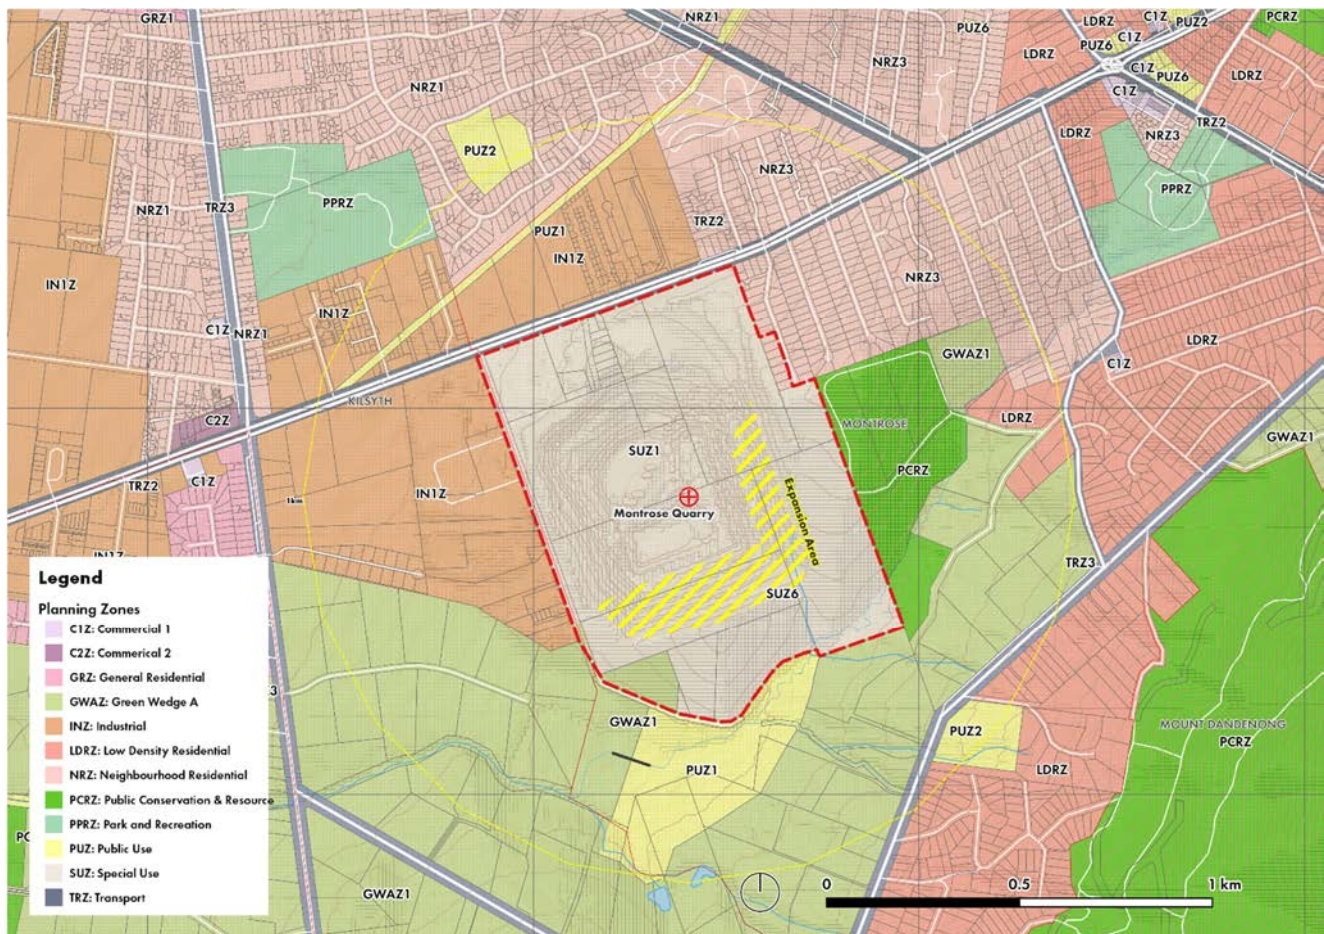 GRZ1
NRZ1
PUZ6
C1Z
PUZ2
PCRZ
LDRZ
PUZ6
C1Z
PUZ6
LDRZ
LDRZ
NRZ3
C1Z
NRZ1
PUZ2
TRZ2
LDRZ
NRZ3
NRZ3
PPRZ
PPRZ
NRZ1
TRZ3
TRZ2
PUZ1
IN1Z
NRZ3
IN1Z
IN1Z
C1Z
NRZ1
LDRZ
GWAZ1
C1Z
KILSYTH
C2Z
MONTROSE
LDRZ
GWAZ1
SUZ1
PCRZ
C1Z
TRZ2
IN1Z
1km
Montrose Quarry
Expansion Area
IN1Z
TRZ3
SUZ6
Legend
Planning Zones
C1Z: Commercial 1
C2Z: Commerical 2
GRZ: General Residential
GWAZ: Green Wedge A
INZ: Industrial
LDRZ: Low Density Residential
NRZ: Neighbourhood Residential
PCRZ: Public Conservation & Resource
PPRZ: Park and Recreation
PUZ: Public Use
SUZ: Special Use
TRZ: Transport
GWAZ1
PUZ2
MOUNT DANDENONG
PCRZ
PUZ1
LDRZ
GWAZ1
0
0.5
1 km